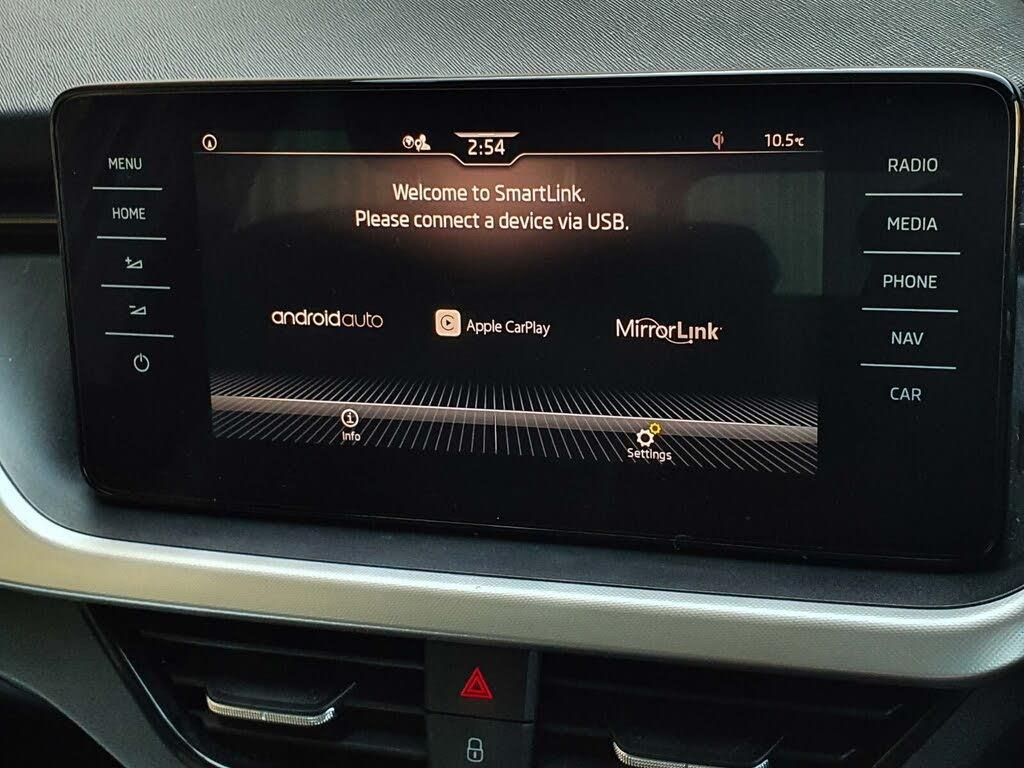 2:54
10.5°C
MENU
HOME
Welcome to SmartLink.
Please connect a device via USB.
androidauto
Apple CarPlay
MirrorLink
Info
Settings
RADIO
MEDIA
PHONE
NAV
CAR